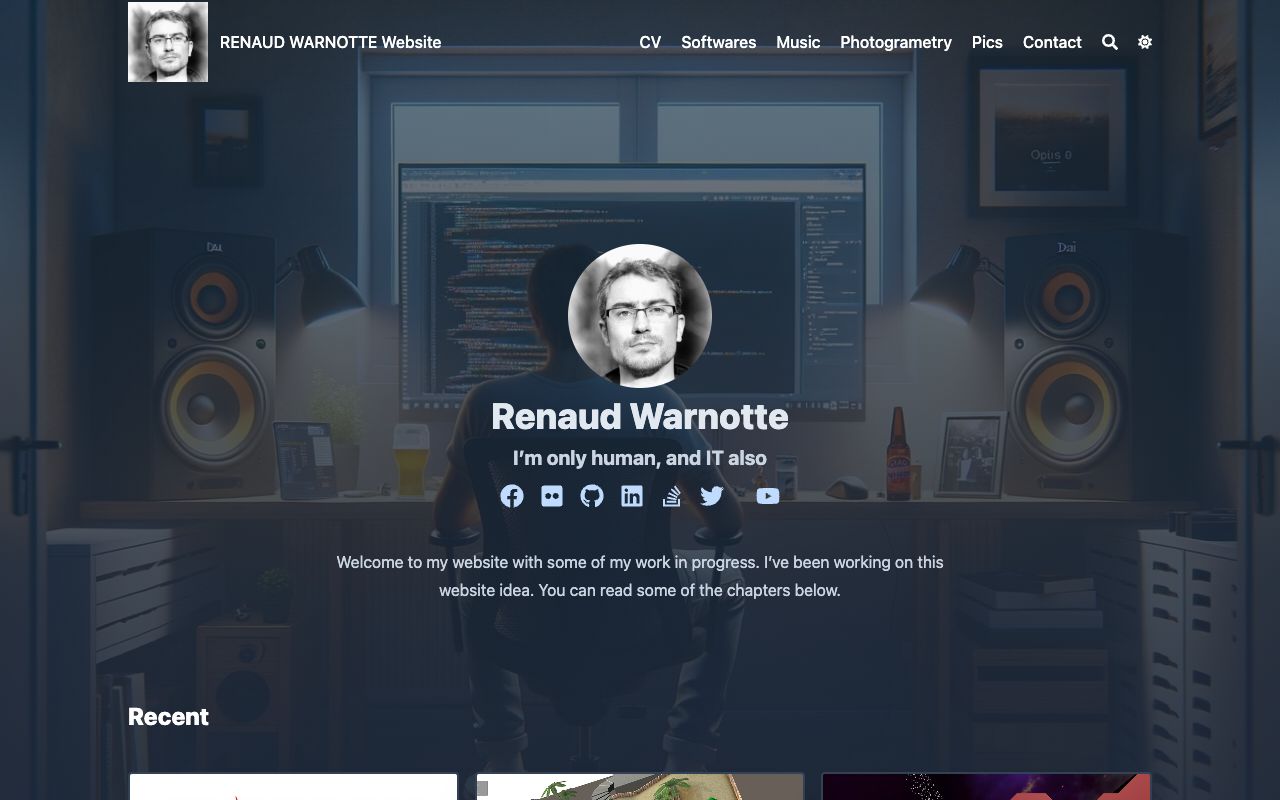 RENAUD WARNOTTE Website
CV Softwares Music Photogrametry Pics Contact
Opus 0
DAL
Dai
Renaud Warnotte
I'm only human, and IT also
Welcome to my website with some of my work in progress. I've been working on this
website idea. You can read some of the chapters below.
Recent